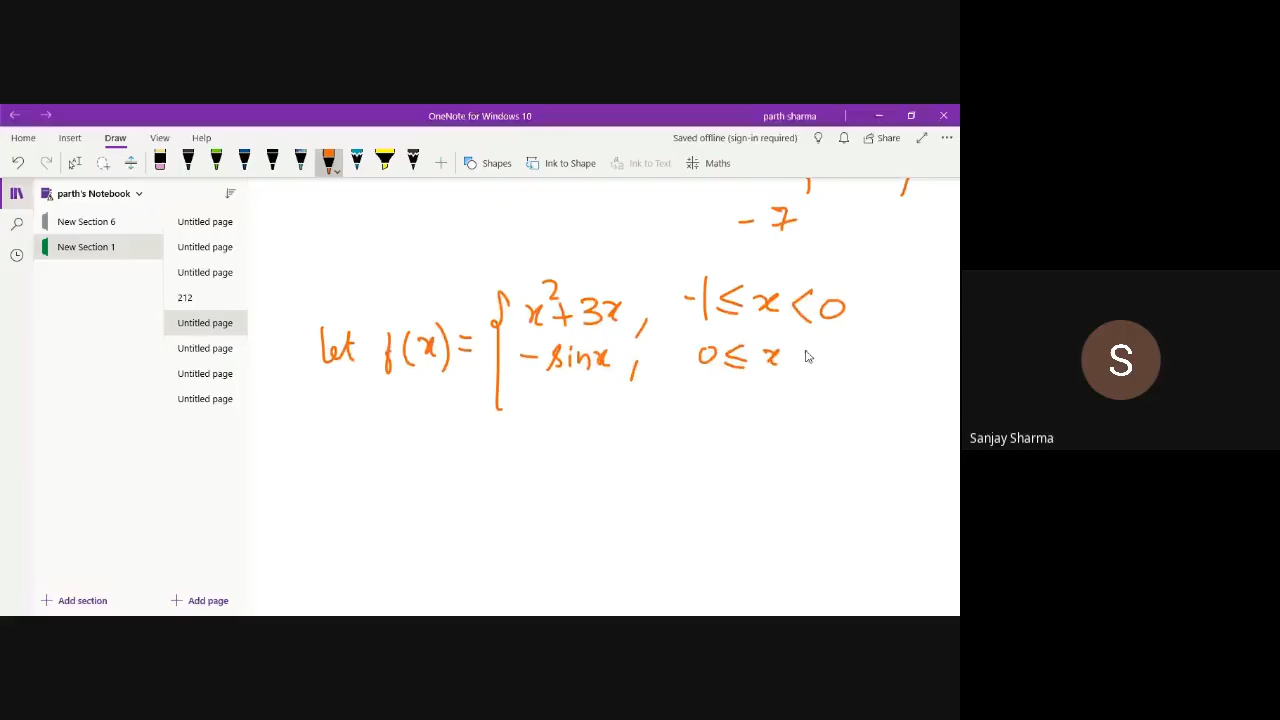 OneNote for Windows 10
parth sharma
Home Insert Draw View Help
Saved offline (sign-in required)
Share
Shapes
Ink to Shape
Ink to Text
Maths
parth's Notebook
New Section 6
New Section 1
Untitled page
Untitled page
Untitled page
212
Untitled page
Untitled page
Untitled page
Untitled page
Add section
Add page
- 7
let f(x) = { x² + 3x, -1 ≤ x < 0
- sinx, 0 ≤ x
S
Sanjay Sharma